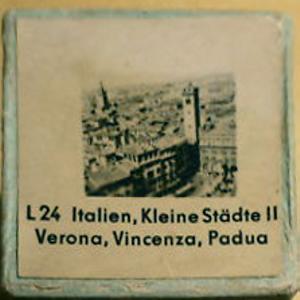 L 24 Italien, Kleine Städte II
Verona, Vincenza, Padua